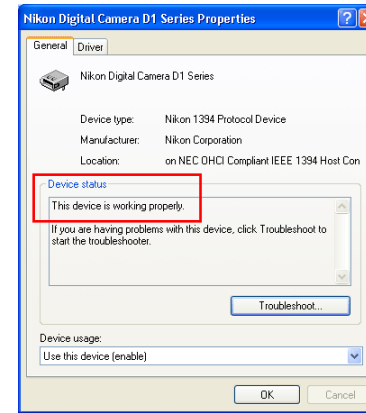 Nikon Digital Camera D1 Series Properties
General Driver
Nikon Digital Camera D1 Series
Device type: Nikon 1394 Protocol Device
Manufacturer: Nikon Corporation
Location: on NEC OHCI Compliant IEEE 1394 Host Con
Device status
This device is working properly.
If you are having problems with this device, click Troubleshoot to
start the troubleshooter.
Troubleshoot...
Device usage:
Use this device (enable)
OK Cancel